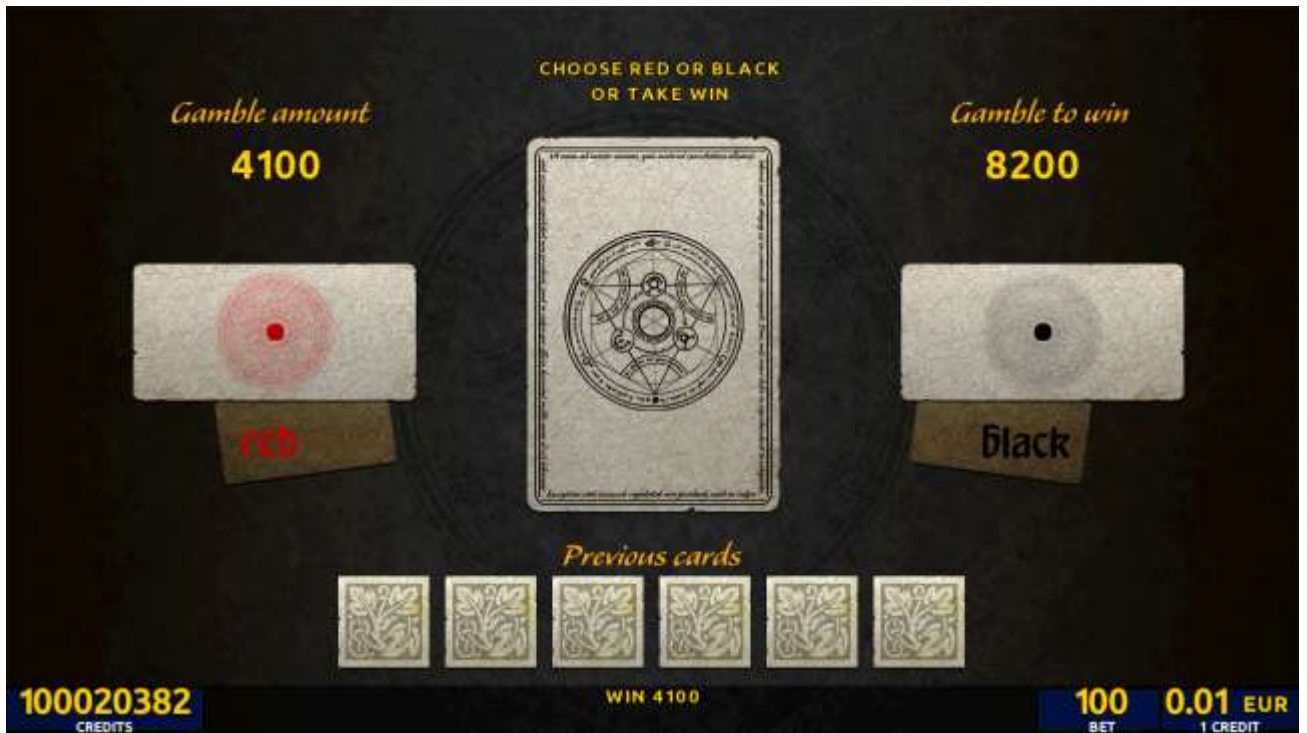 CHOOSE RED OR BLACK
OR TAKE WIN
Gamble amount
4100
Gamble to win
8200
red
black
Previous cards
100020382
CREDITS
WIN 4100
100
BET
0.01 EUR
1 CREDIT